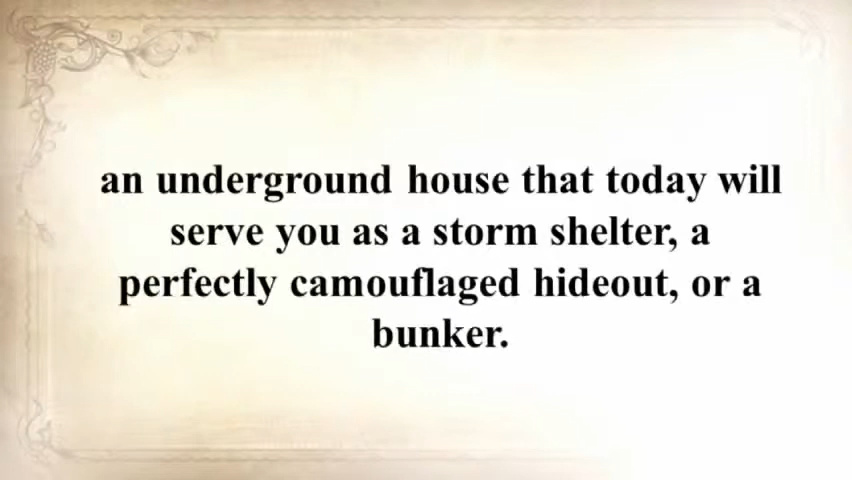 an underground house that today will
serve you as a storm shelter, a
perfectly camouflaged hideout, or a
bunker.